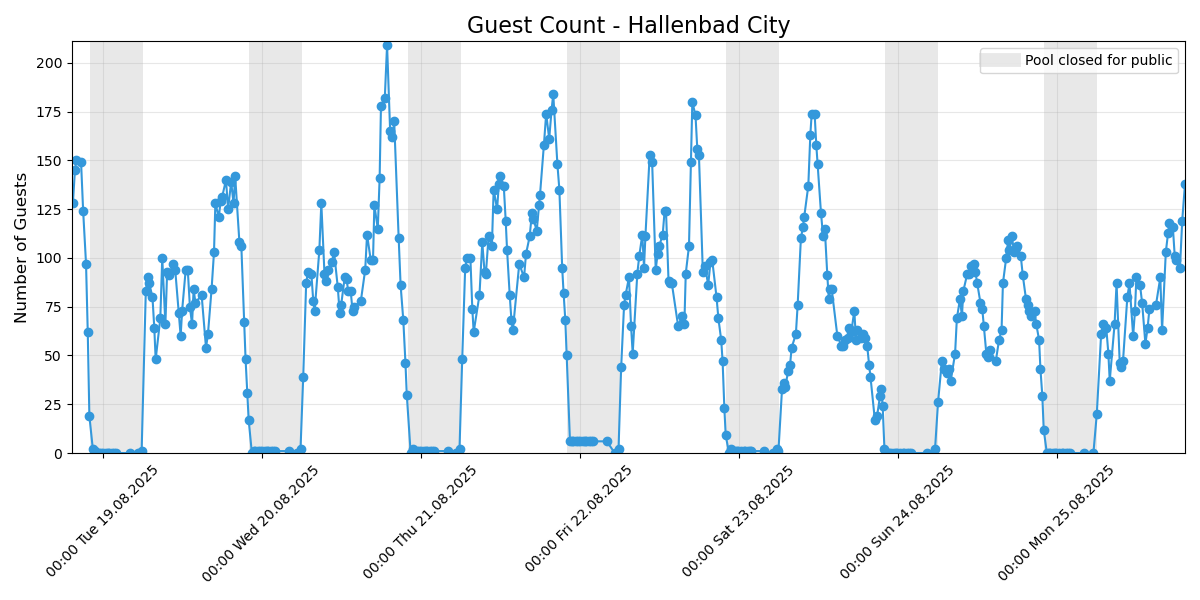 Guest Count - Hallenbad City
Pool closed for public
Number of Guests
200
175
150
125
100
75
50
25
0
00:00 Tue 19.08.2025
00:00 Wed 20.08.2025
00:00 Thu 21.08.2025
00:00 Fri 22.08.2025
00:00 Sat 23.08.2025
00:00 Sun 24.08.2025
00:00 Mon 25.08.2025